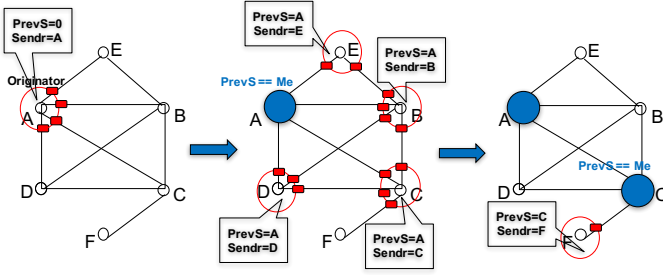 PrevS=0
Sendr=A
Originator
E
A
B
D
C
F
PrevS=A
Sendr=E
PrevS=A
Sendr=B
PrevS== Me
E
A
B
D
C
F
PrevS=A
Sendr=D
PrevS=A
Sendr=C
E
A
B
PrevS== Me
D
C
PrevS=C
Sendr=F
F